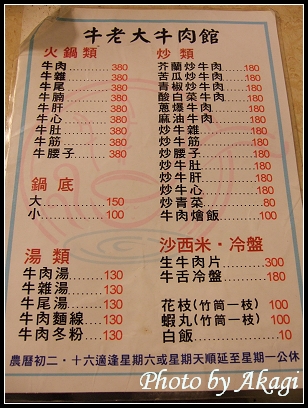 牛老大牛肉館
火鍋類
牛肉 380
牛雜 380
牛尾 380
牛腩 380
牛肝 380
牛心 380
牛肚 380
牛筋 380
牛腰子 380
鍋底
大 150
小 100
湯類
牛肉湯 130
牛雜湯 130
牛尾湯 130
牛肉麵線 130
牛肉冬粉 130
炒類
芥蘭炒牛肉 180
苦瓜炒牛肉 180
青椒炒牛肉 180
酸白菜牛肉 180
蔥爆牛肉 180
麻油牛肉 180
炒牛雜 180
炒牛筋 180
炒腰子 180
炒牛肚 180
炒牛肝 180
炒牛心 180
炒青菜 80
牛肉燴飯 100
沙西米·冷盤
生牛肉片 300
牛舌冷盤 180
花枝(竹筒一枝) 100
蝦丸(竹筒一枝) 100
白飯 10
農曆初二·十六適逢星期六或星期天順延至星期一公休
Photo by Akagi